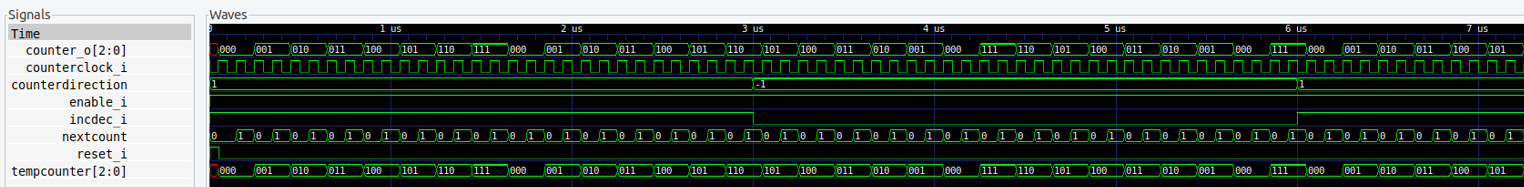 Signals
Waves
Time
0 1 us 2 us 3 us 4 us 5 us 6 us 7 us
counter_o[2:0] 000 001 010 011 100 101 110 111 000 001 010 011 100 101 110 101 100 011 010 001 000 111 110 101 100 011 010 001 000 111 000 001 010 011 100 101
counterclock_i
counterdirection 1 -1 1
enable_i
incdec_i
nextcount 0 1 0 1 0 1 0 1 0 1 0 1 0 1 0 1 0 1 0 1 0 1 0 1 0 1 0 1 0 1 0 1 0 1 0 1 0 1 0 1 0 1 0 1 0 1 0 1 0 1 0 1 0 1 0 1 0 1 0 1 0 1 0 1 0 1 0 1 0 1 0 1
reset_i
tempcounter[2:0] 000 001 010 011 100 101 110 111 000 001 010 011 100 101 110 101 100 011 010 001 000 111 110 101 100 011 010 001 000 111 000 001 010 011 100 101